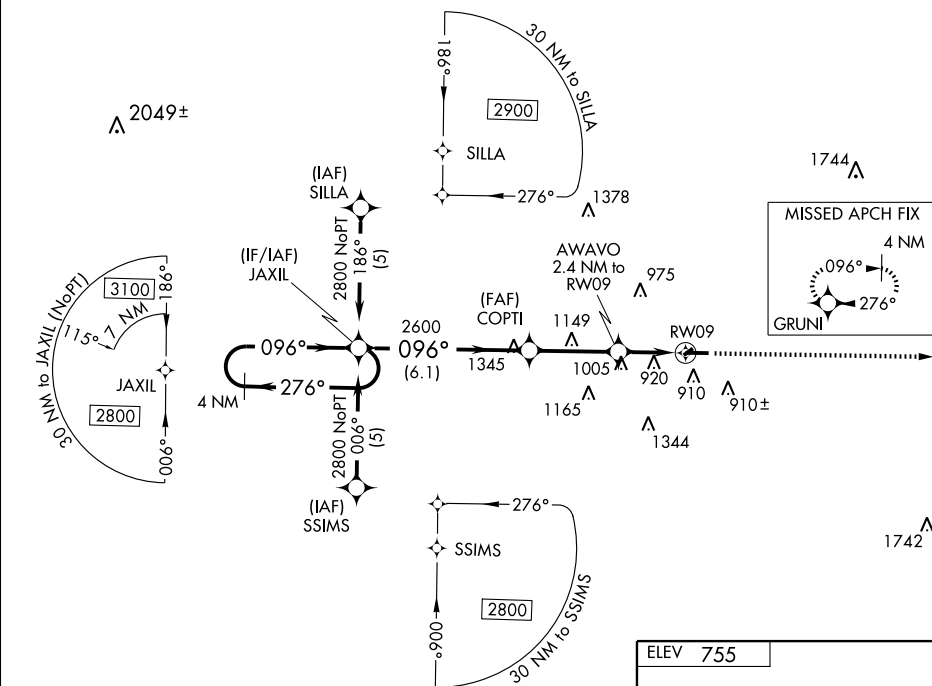 186°
30 NM to SILLA
2900
SILLA
276°
2049±
1744
1378
(IAF)
SILLA
2800 NoPT
186°
(5)
MISSED APCH FIX
4 NM
096°
276°
GRUNI
(IF/IAF)
JAXIL
AWAVO
2.4 NM to
RW09
975
30 NM to JAXIL (NoPT)
3100
186°
115°
17 NM
JAXIL
2800
006°
(FAF)
COPTI
1149
RW09
096°
2600
096°
(6.1)
1345
1005
920
910
910±
276°
4 NM
1165
1344
2800 NoPT
006°
(5)
(IAF)
SSIMS
276°
SSIMS
1742
2800
006°
30 NM to SSIMS
ELEV 755